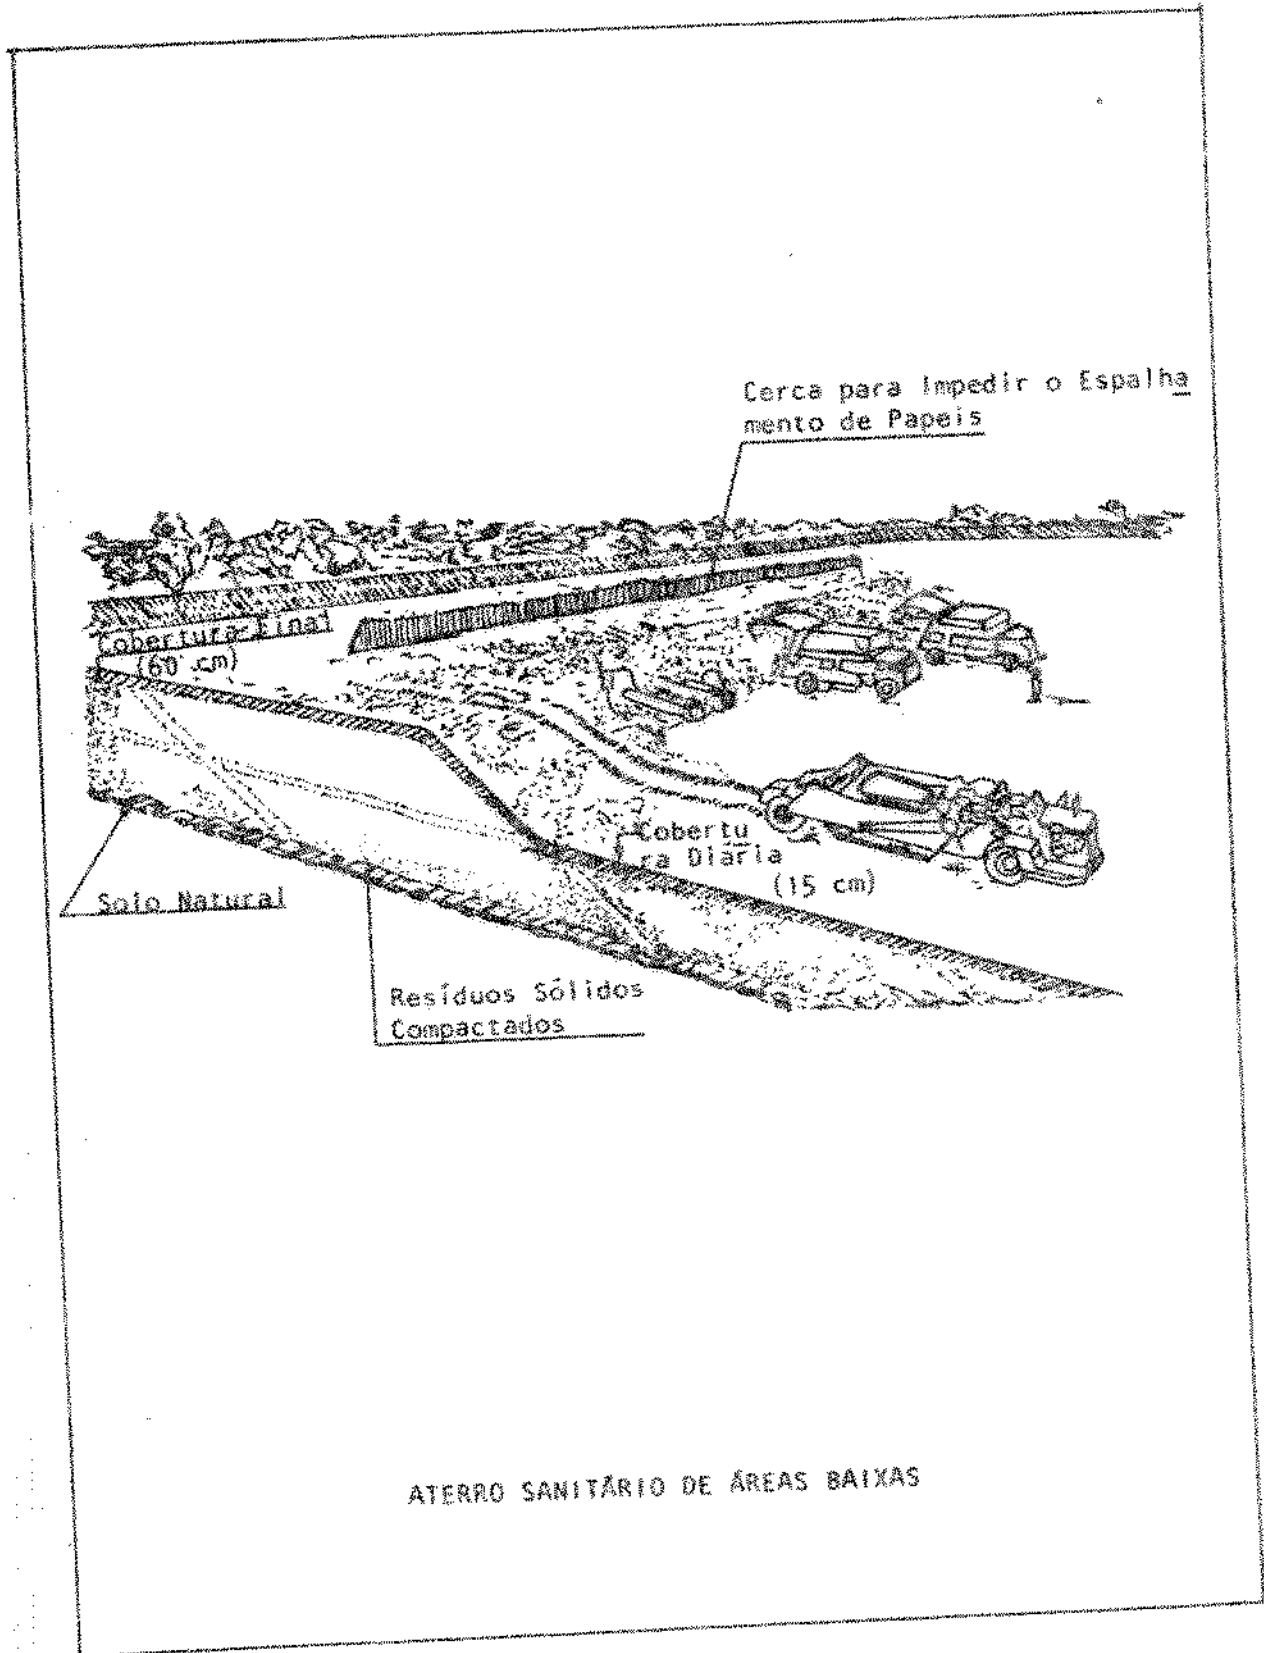 Cerca para Impedir o Espalha
mento de Papeis
Cobertura Final
(60 cm)
Cobertu
ra Diária
(15 cm)
Solo Natural
Resíduos Sólidos
Compactados
ATERRO SANITÁRIO DE ÁREAS BAIXAS